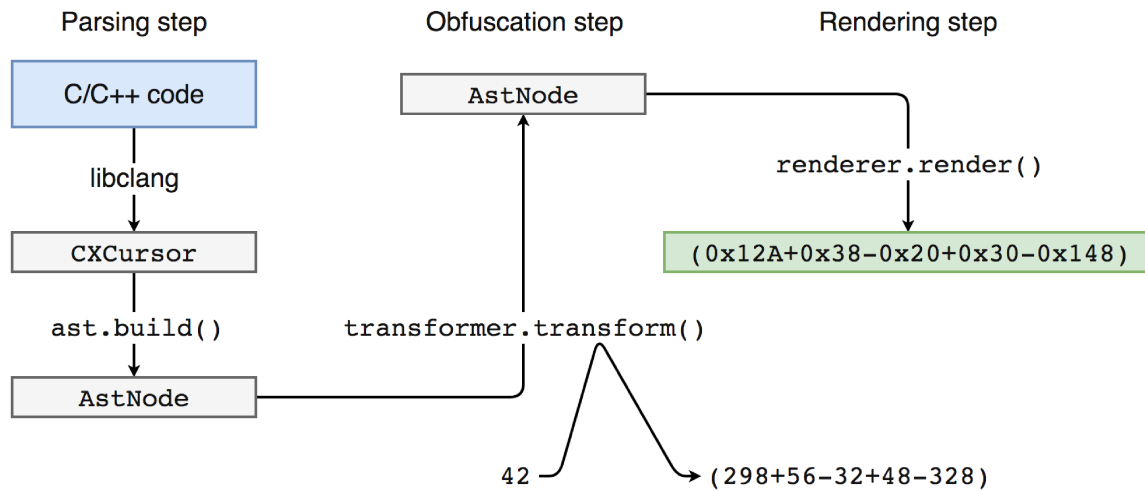 Parsing step
Obfuscation step
Rendering step
C/C++ code
libclang
CXCursor
ast.build()
AstNode
transformer.transform()
42
(298+56-32+48-328)
AstNode
renderer.render()
(0x12A+0x38-0x20+0x30-0x148)